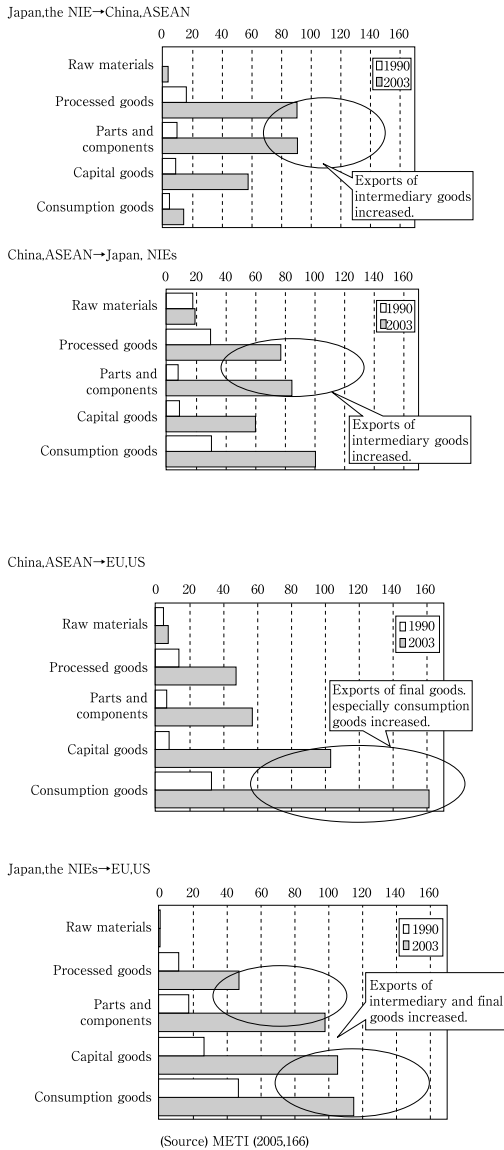 Japan,the NIE→China,ASEAN
0 20 40 60 80 100 120 140 160
Raw materials
1990
2003
Processed goods
Parts and
components
Capital goods
Exports of
intermediary goods
increased.
Consumption goods
China,ASEAN→Japan, NIEs
0 20 40 60 80 100 120 140 160
Raw materials
1990
2003
Processed goods
Parts and
components
Capital goods
Exports of
intermediary goods
increased.
Consumption goods
China,ASEAN→EU,US
0 20 40 60 80 100 120 140 160
Raw materials
1990
2003
Processed goods
Parts and
components
Exports of final goods.
especially consumption
goods increased.
Capital goods
Consumption goods
Japan,the NIEs→EU,US
0 20 40 60 80 100 120 140 160
Raw materials
1990
2003
Processed goods
Parts and
components
Exports of
intermediary and final
goods increased.
Capital goods
Consumption goods
(Source) METI (2005,166)